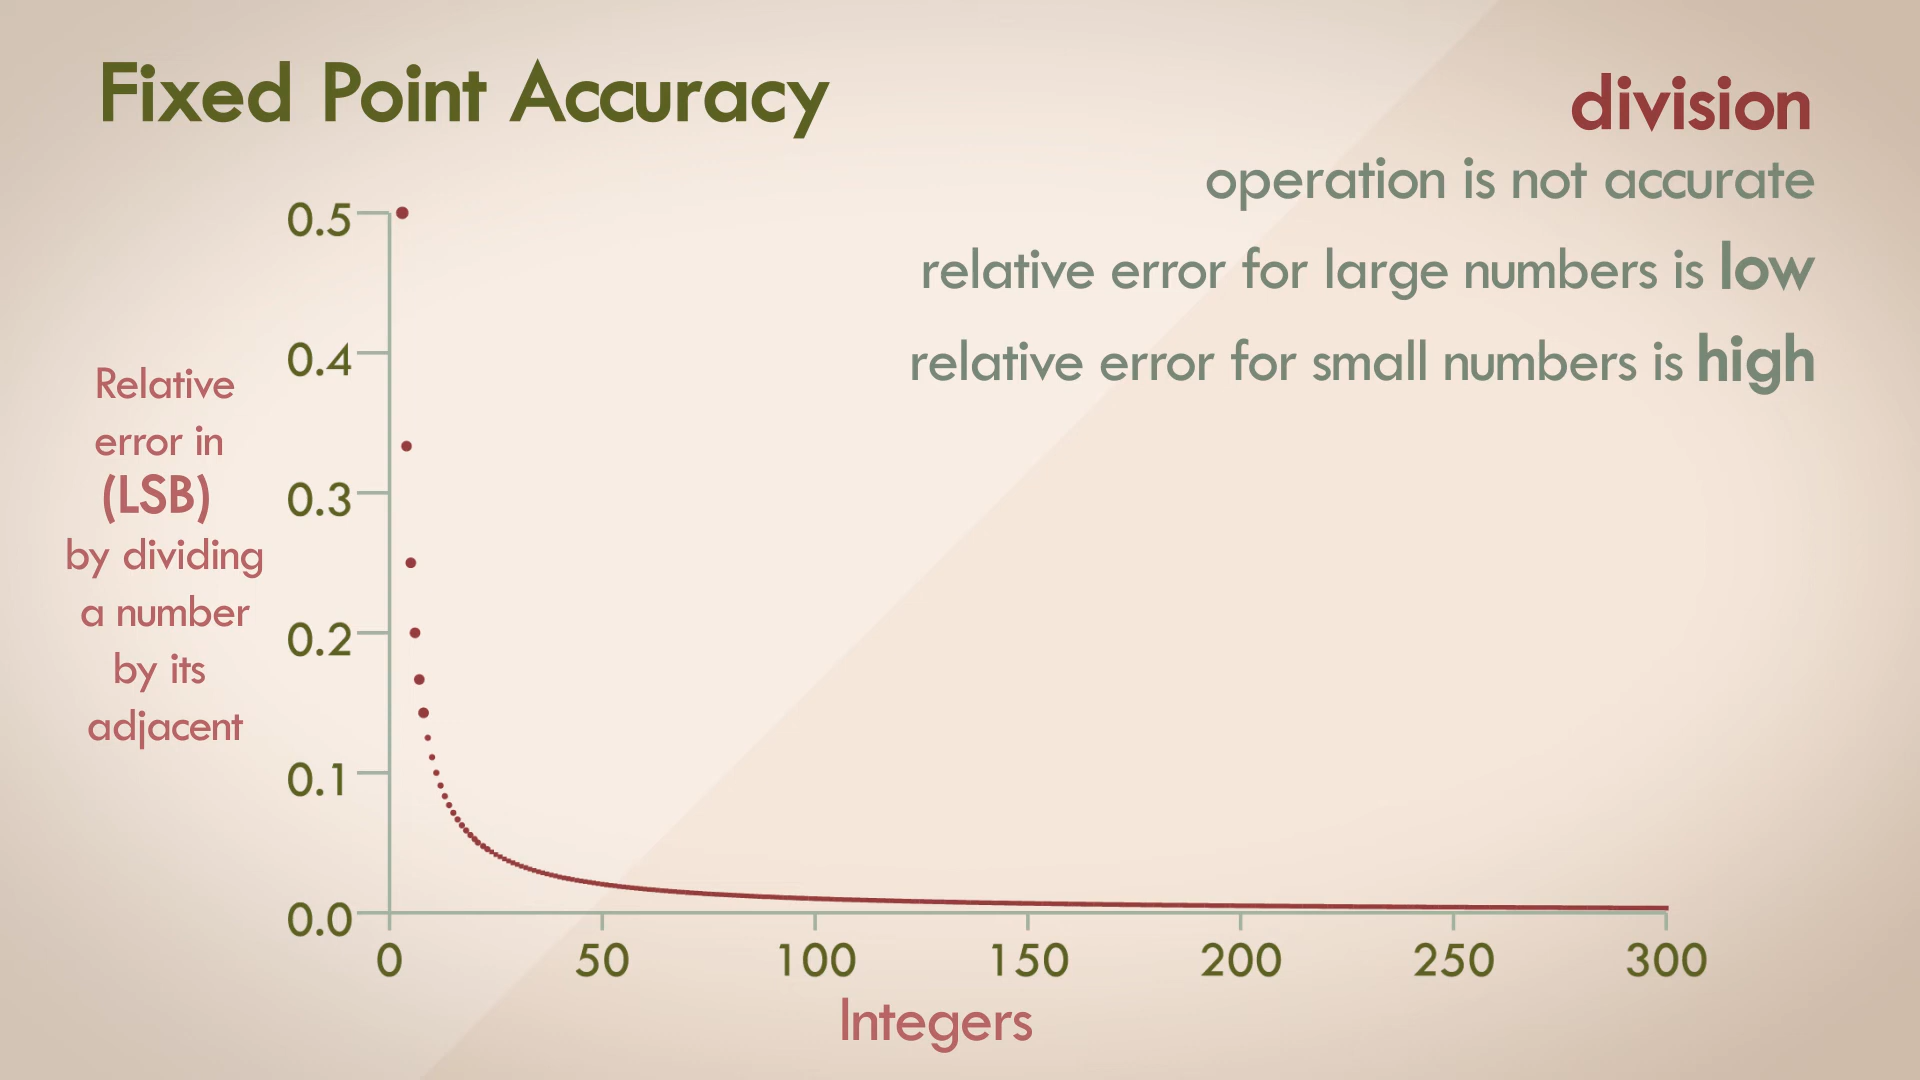 Fixed Point Accuracy
division
operation is not accurate
relative error for large numbers is low
relative error for small numbers is high
Relative
error in
(LSB)
by dividing
a number
by its
adjacent
0.5
0.4
0.3
0.2
0.1
0.0
0 50 100 150 200 250 300
Integers